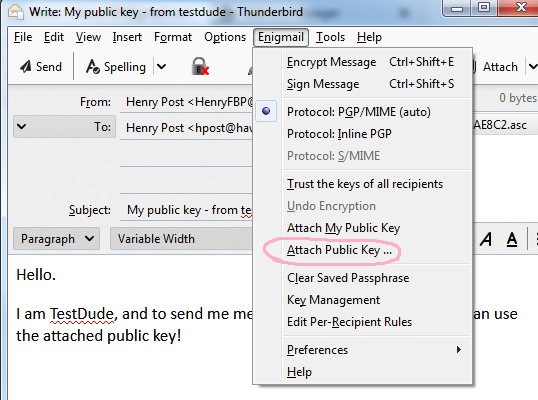 Write: My public key - from testdude - Thunderbird
File Edit View Insert Format Options Enigmail Tools Help
Send Spelling Attach
From: Henry Post <HenryFBP@ 0 bytes
To: Henry Post <hpost@haw AE8C2.asc
Subject: My public key - from te
Paragraph Variable Width A A
Hello.
I am TestDude, and to send me me an use
the attached public key!
Encrypt Message Ctrl+Shift+E
Sign Message Ctrl+Shift+S
Protocol: PGP/MIME (auto)
Protocol: Inline PGP
Protocol: S/MIME
Trust the keys of all recipients
Undo Encryption
Attach My Public Key
Attach Public Key ...
Clear Saved Passphrase
Key Management
Edit Per-Recipient Rules
Preferences
Help